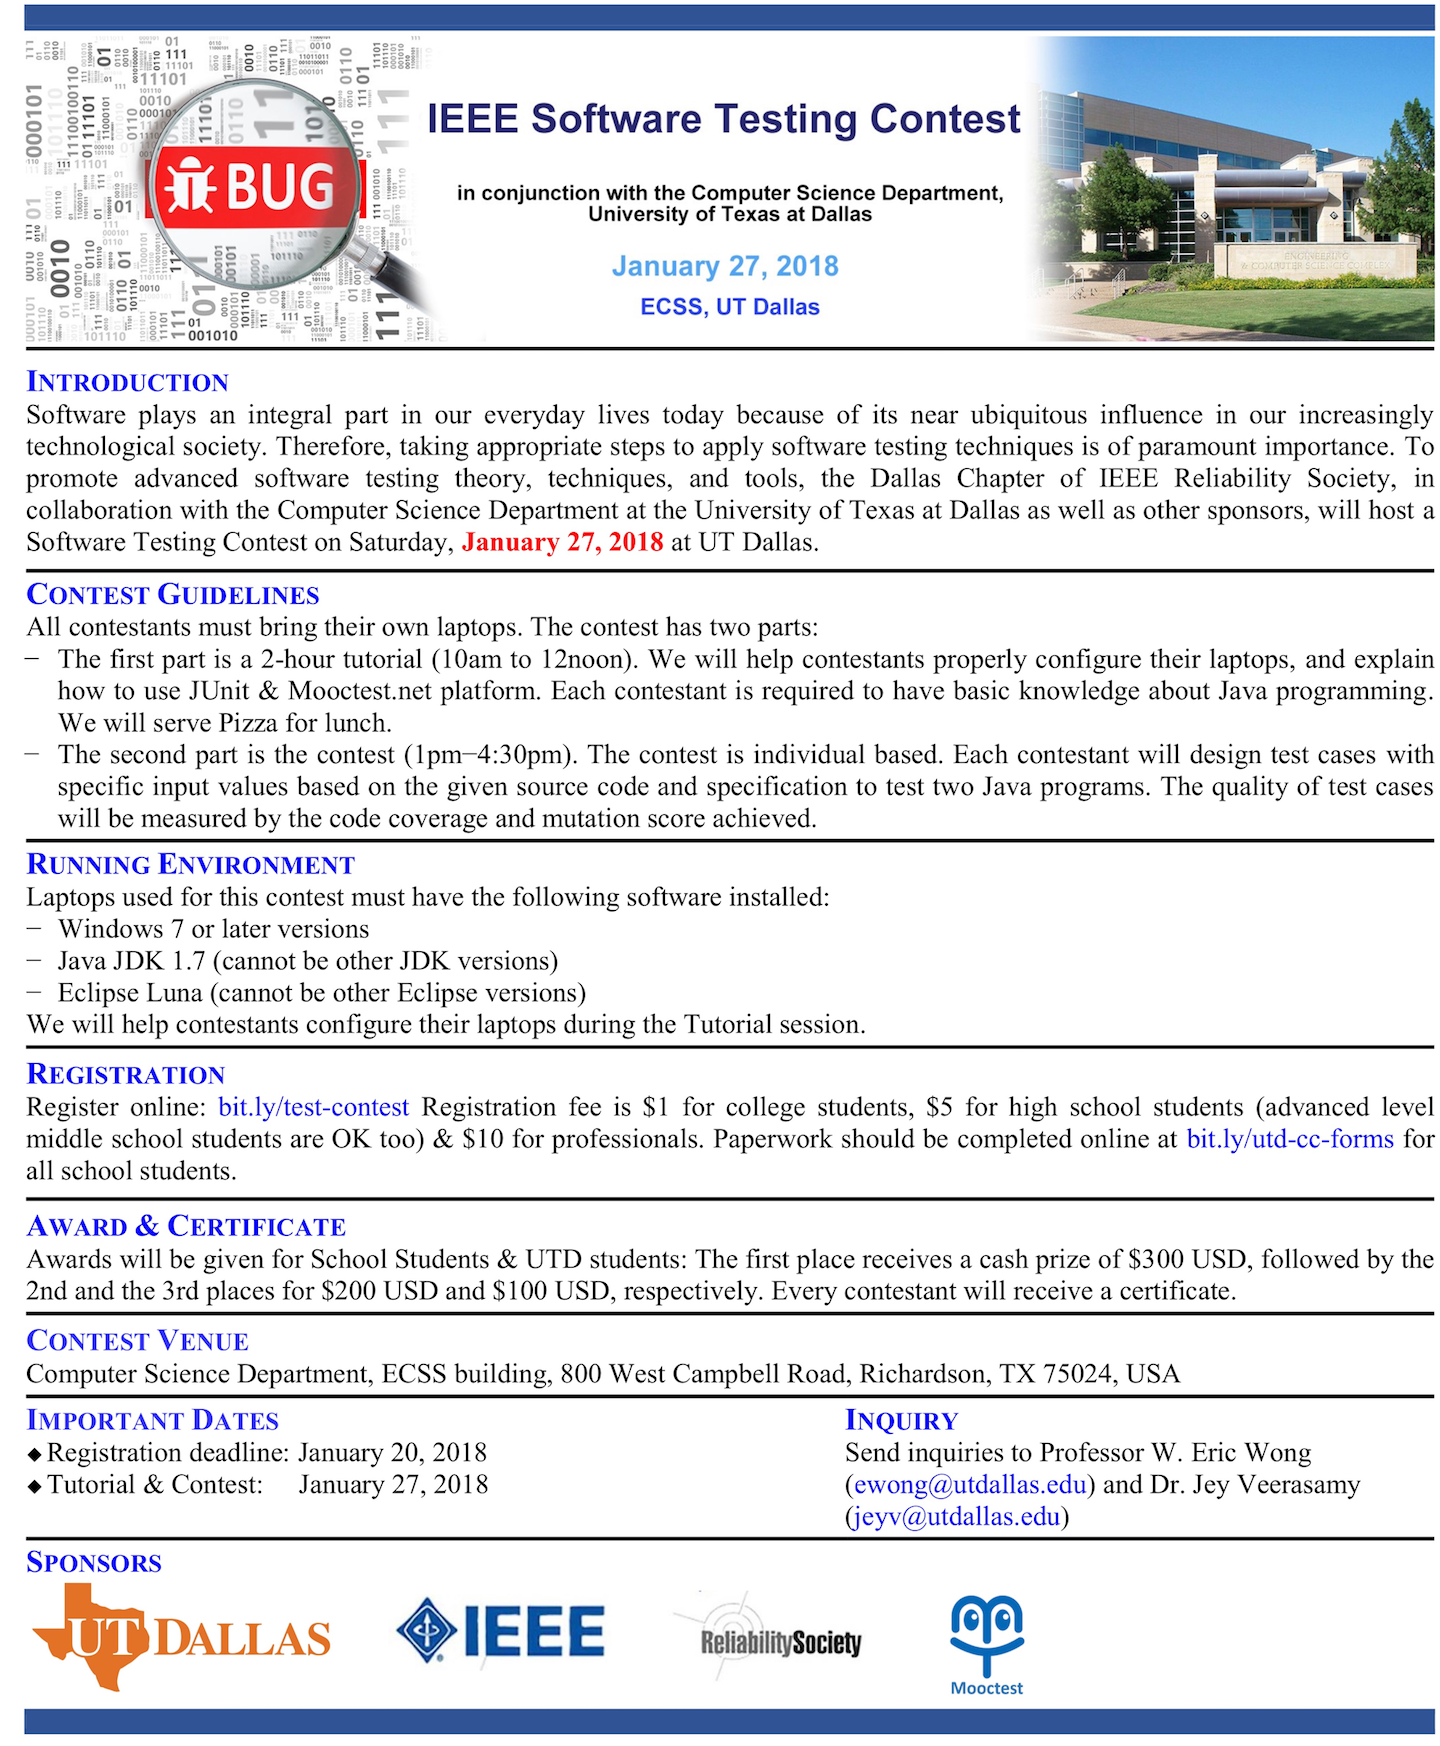 BUG
IEEE Software Testing Contest
in conjunction with the Computer Science Department,
University of Texas at Dallas
January 27, 2018
ECSS, UT Dallas
ENGINEERING
& COMPUTER SCIENCE COMPLEX
INTRODUCTION
Software plays an integral part in our everyday lives today because of its near ubiquitous influence in our increasingly
technological society. Therefore, taking appropriate steps to apply software testing techniques is of paramount importance. To
promote advanced software testing theory, techniques, and tools, the Dallas Chapter of IEEE Reliability Society, in
collaboration with the Computer Science Department at the University of Texas at Dallas as well as other sponsors, will host a
Software Testing Contest on Saturday, January 27, 2018 at UT Dallas.
CONTEST GUIDELINES
All contestants must bring their own laptops. The contest has two parts:
− The first part is a 2-hour tutorial (10am to 12noon). We will help contestants properly configure their laptops, and explain
how to use JUnit & Mooctest.net platform. Each contestant is required to have basic knowledge about Java programming.
We will serve Pizza for lunch.
− The second part is the contest (1pm−4:30pm). The contest is individual based. Each contestant will design test cases with
specific input values based on the given source code and specification to test two Java programs. The quality of test cases
will be measured by the code coverage and mutation score achieved.
RUNNING ENVIRONMENT
Laptops used for this contest must have the following software installed:
− Windows 7 or later versions
− Java JDK 1.7 (cannot be other JDK versions)
− Eclipse Luna (cannot be other Eclipse versions)
We will help contestants configure their laptops during the Tutorial session.
REGISTRATION
Register online: bit.ly/test-contest Registration fee is $1 for college students, $5 for high school students (advanced level
middle school students are OK too) & $10 for professionals. Paperwork should be completed online at bit.ly/utd-cc-forms for
all school students.
AWARD & CERTIFICATE
Awards will be given for School Students & UTD students: The first place receives a cash prize of $300 USD, followed by the
2nd and the 3rd places for $200 USD and $100 USD, respectively. Every contestant will receive a certificate.
CONTEST VENUE
Computer Science Department, ECSS building, 800 West Campbell Road, Richardson, TX 75024, USA
IMPORTANT DATES
◆ Registration deadline: January 20, 2018
◆ Tutorial & Contest: January 27, 2018
INQUIRY
Send inquiries to Professor W. Eric Wong
(ewong@utdallas.edu) and Dr. Jey Veerasamy
(jeyv@utdallas.edu)
SPONSORS
UT DALLAS
IEEE
ReliabilitySociety
Mooctest